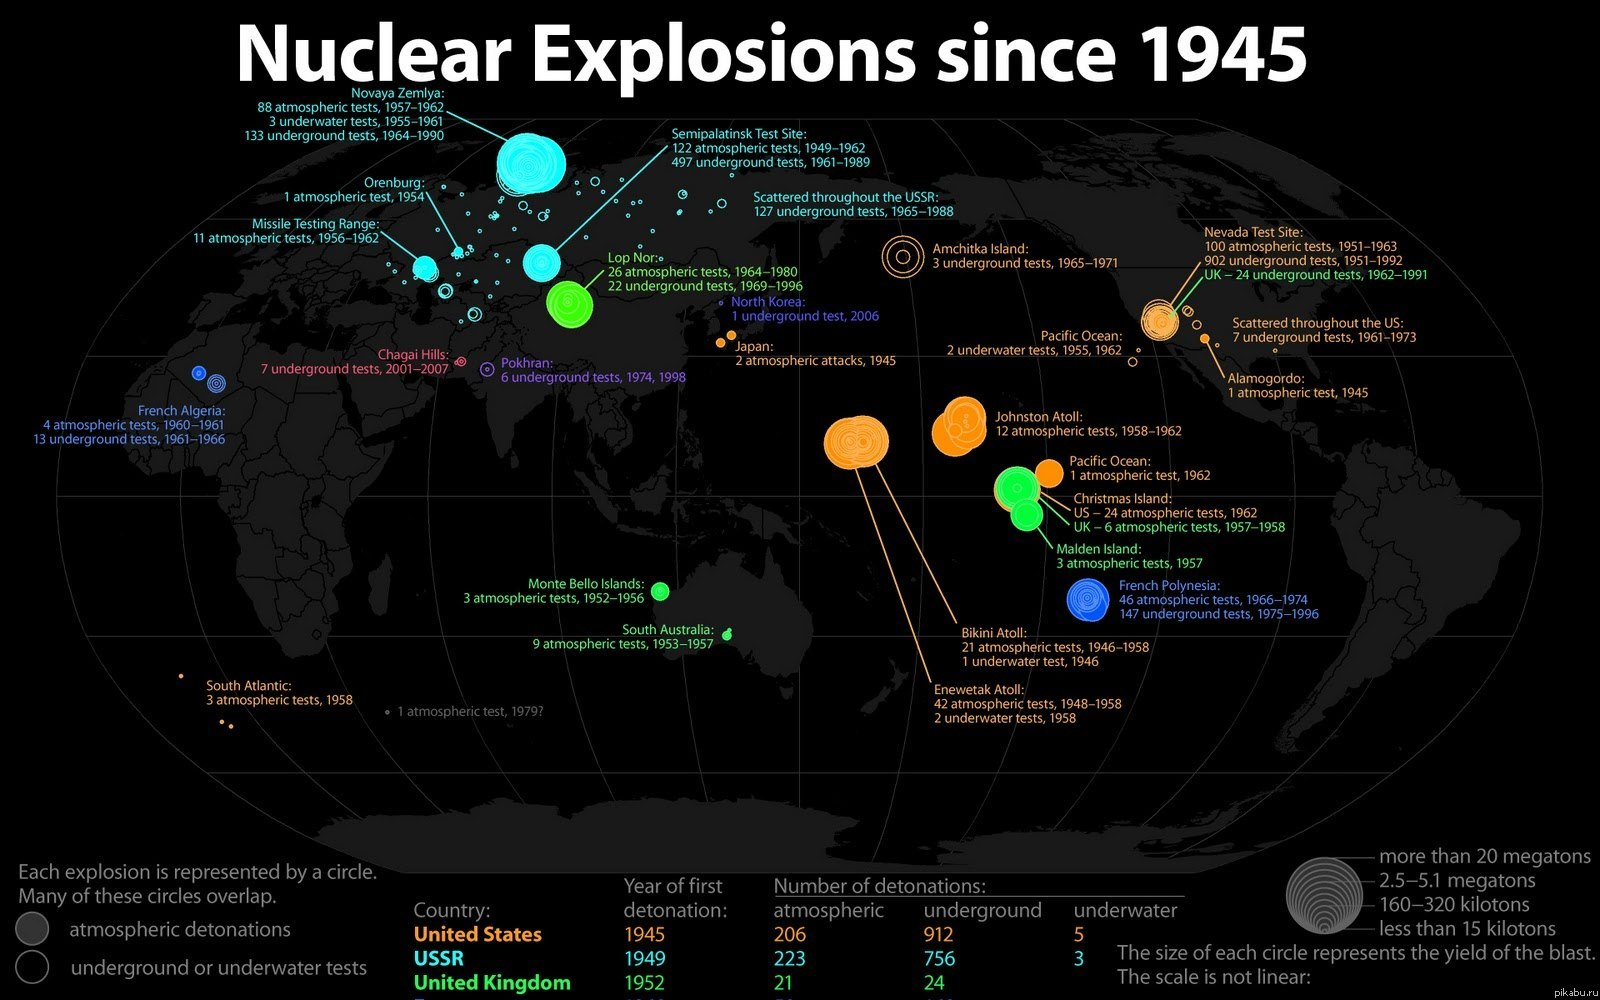 Nuclear Explosions since 1945
Novaya Zemlya:
88 atmospheric tests, 1957–1962
3 underwater tests, 1955–1961
133 underground tests, 1964–1990
Semipalatinsk Test Site:
122 atmospheric tests, 1949–1962
497 underground tests, 1961–1989
Orenburg:
1 atmospheric test, 1954
Scattered throughout the USSR:
127 underground tests, 1965–1988
Missile Testing Range:
11 atmospheric tests, 1956–1962
Lop Nor:
26 atmospheric tests, 1964–1980
22 underground tests, 1969–1996
Amchitka Island:
3 underground tests, 1965–1971
Nevada Test Site:
100 atmospheric tests, 1951–1963
902 underground tests, 1951–1992
UK – 24 underground tests, 1962–1991
North Korea:
1 underground test, 2006
Japan:
2 atmospheric attacks, 1945
Pacific Ocean:
2 underwater tests, 1955, 1962
Scattered throughout the US:
7 underground tests, 1961–1973
Chagai Hills:
7 underground tests, 2001–2007
Pokhran:
6 underground tests, 1974, 1998
Alamogordo:
1 atmospheric test, 1945
French Algeria:
4 atmospheric tests, 1960–1961
13 underground tests, 1961–1966
Johnston Atoll:
12 atmospheric tests, 1958–1962
Pacific Ocean:
1 atmospheric test, 1962
Christmas Island:
US – 24 atmospheric tests, 1962
UK – 6 atmospheric tests, 1957–1958
Malden Island:
3 atmospheric tests, 1957
Monte Bello Islands:
3 atmospheric tests, 1952–1956
French Polynesia:
46 atmospheric tests, 1966–1974
147 underground tests, 1975–1996
South Australia:
9 atmospheric tests, 1953–1957
Bikini Atoll:
21 atmospheric tests, 1946–1958
1 underwater test, 1946
South Atlantic:
3 atmospheric tests, 1958
1 atmospheric test, 1979?
Enewetak Atoll:
42 atmospheric tests, 1948–1958
2 underwater tests, 1958
Each explosion is represented by a circle.
Many of these circles overlap.
atmospheric detonations
underground or underwater tests
Year of first Number of detonations:
Country: detonation: atmospheric underground underwater
United States 1945 206 912 5
USSR 1949 223 756 3
United Kingdom 1952 21 24
more than 20 megatons
2.5–5.1 megatons
160–320 kilotons
less than 15 kilotons
The size of each circle represents the yield of the blast.
The scale is not linear:
pikabu.ru